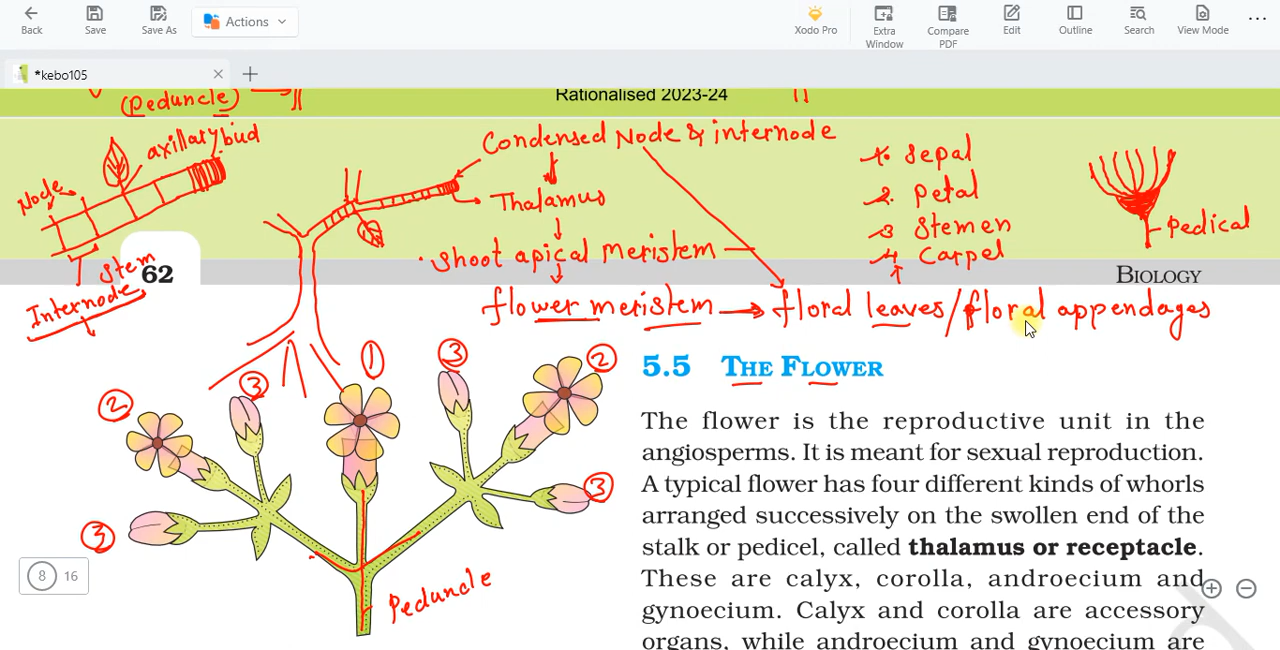 Back
Save
Save As
Actions
Xodo Pro
Extra Window
Compare PDF
Edit
Outline
Search
View Mode
*kebo105
(Peduncle)
Rationalised 2023-24
axillary bud
Node
Stem
Internode
Condensed Node & internode
Thalamus
Shoot apical Meristem
flower meristem → floral leaves/floral appendages
1. Sepal
2. Petal
3 Stemen
4 Carpel
Pedical
62
BIOLOGY
1
2
3
3
2
3
3
Peduncle
5.5 THE FLOWER
The flower is the reproductive unit in the
angiosperms. It is meant for sexual reproduction.
A typical flower has four different kinds of whorls
arranged successively on the swollen end of the
stalk or pedicel, called thalamus or receptacle.
These are calyx, corolla, androecium and
gynoecium. Calyx and corolla are accessory
organs, while androecium and gynoecium are
8 16